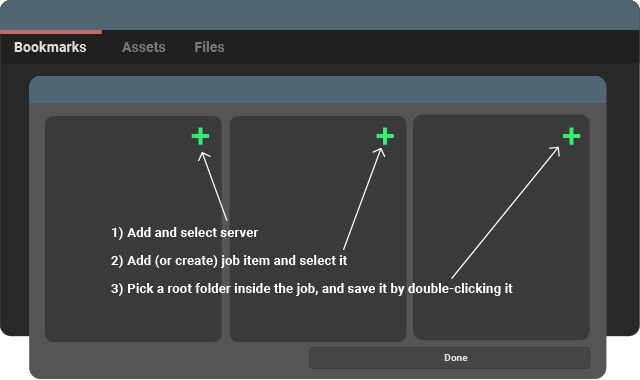 Bookmarks Assets Files
1) Add and select server
2) Add (or create) job item and select it
3) Pick a root folder inside the job, and save it by double-clicking it
Done